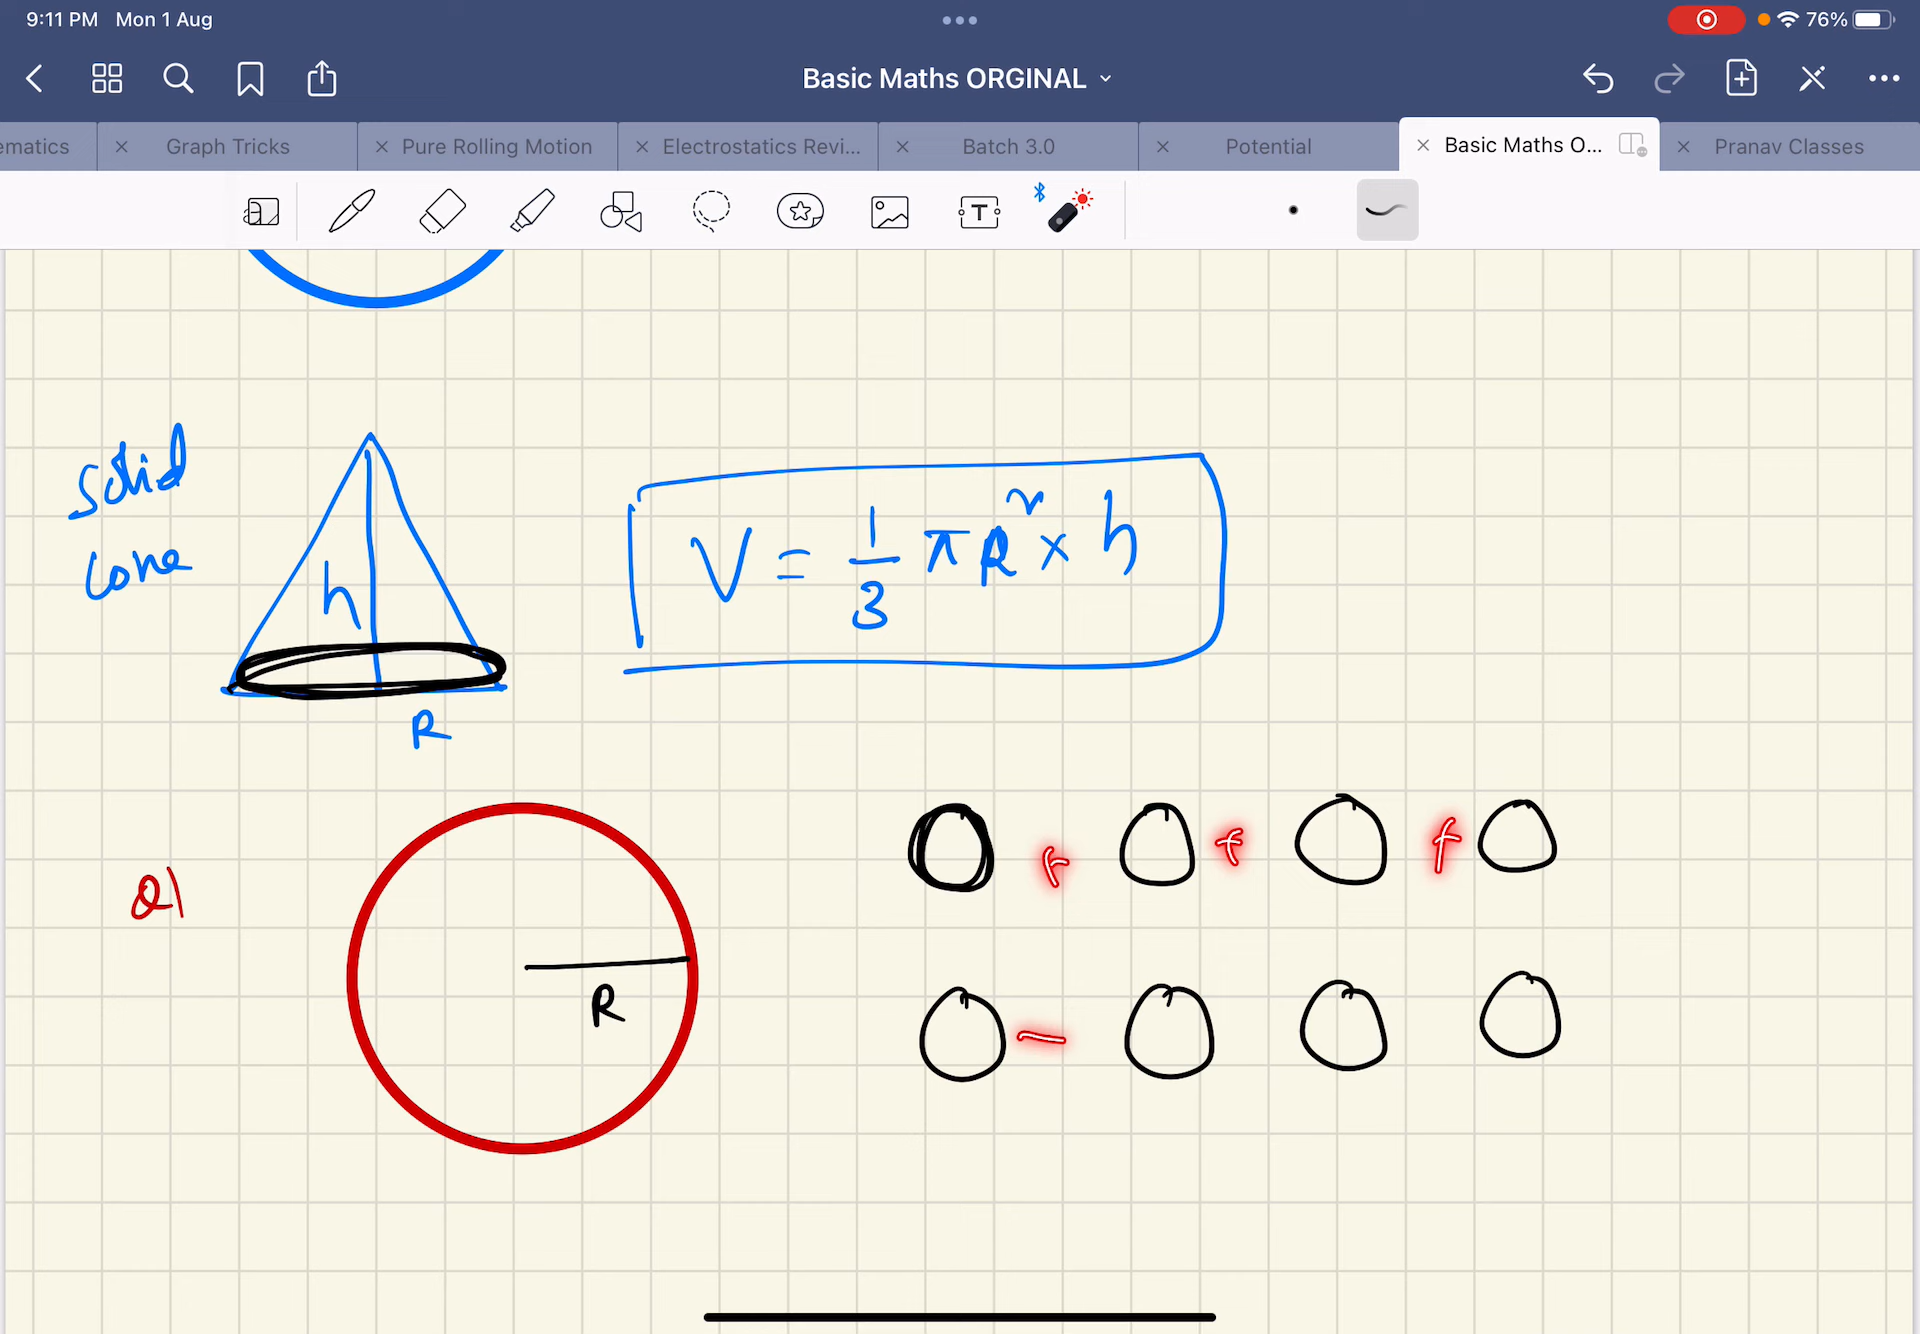 9:11 PM Mon 1 Aug
76%
Basic Maths ORGINAL
ematics
Graph Tricks
Pure Rolling Motion
Electrostatics Revi...
Batch 3.0
Potential
Basic Maths O...
Pranav Classes
Solid
Cone
h
R
V = 1/3 π R² × h
Q1
R
+ + +
−